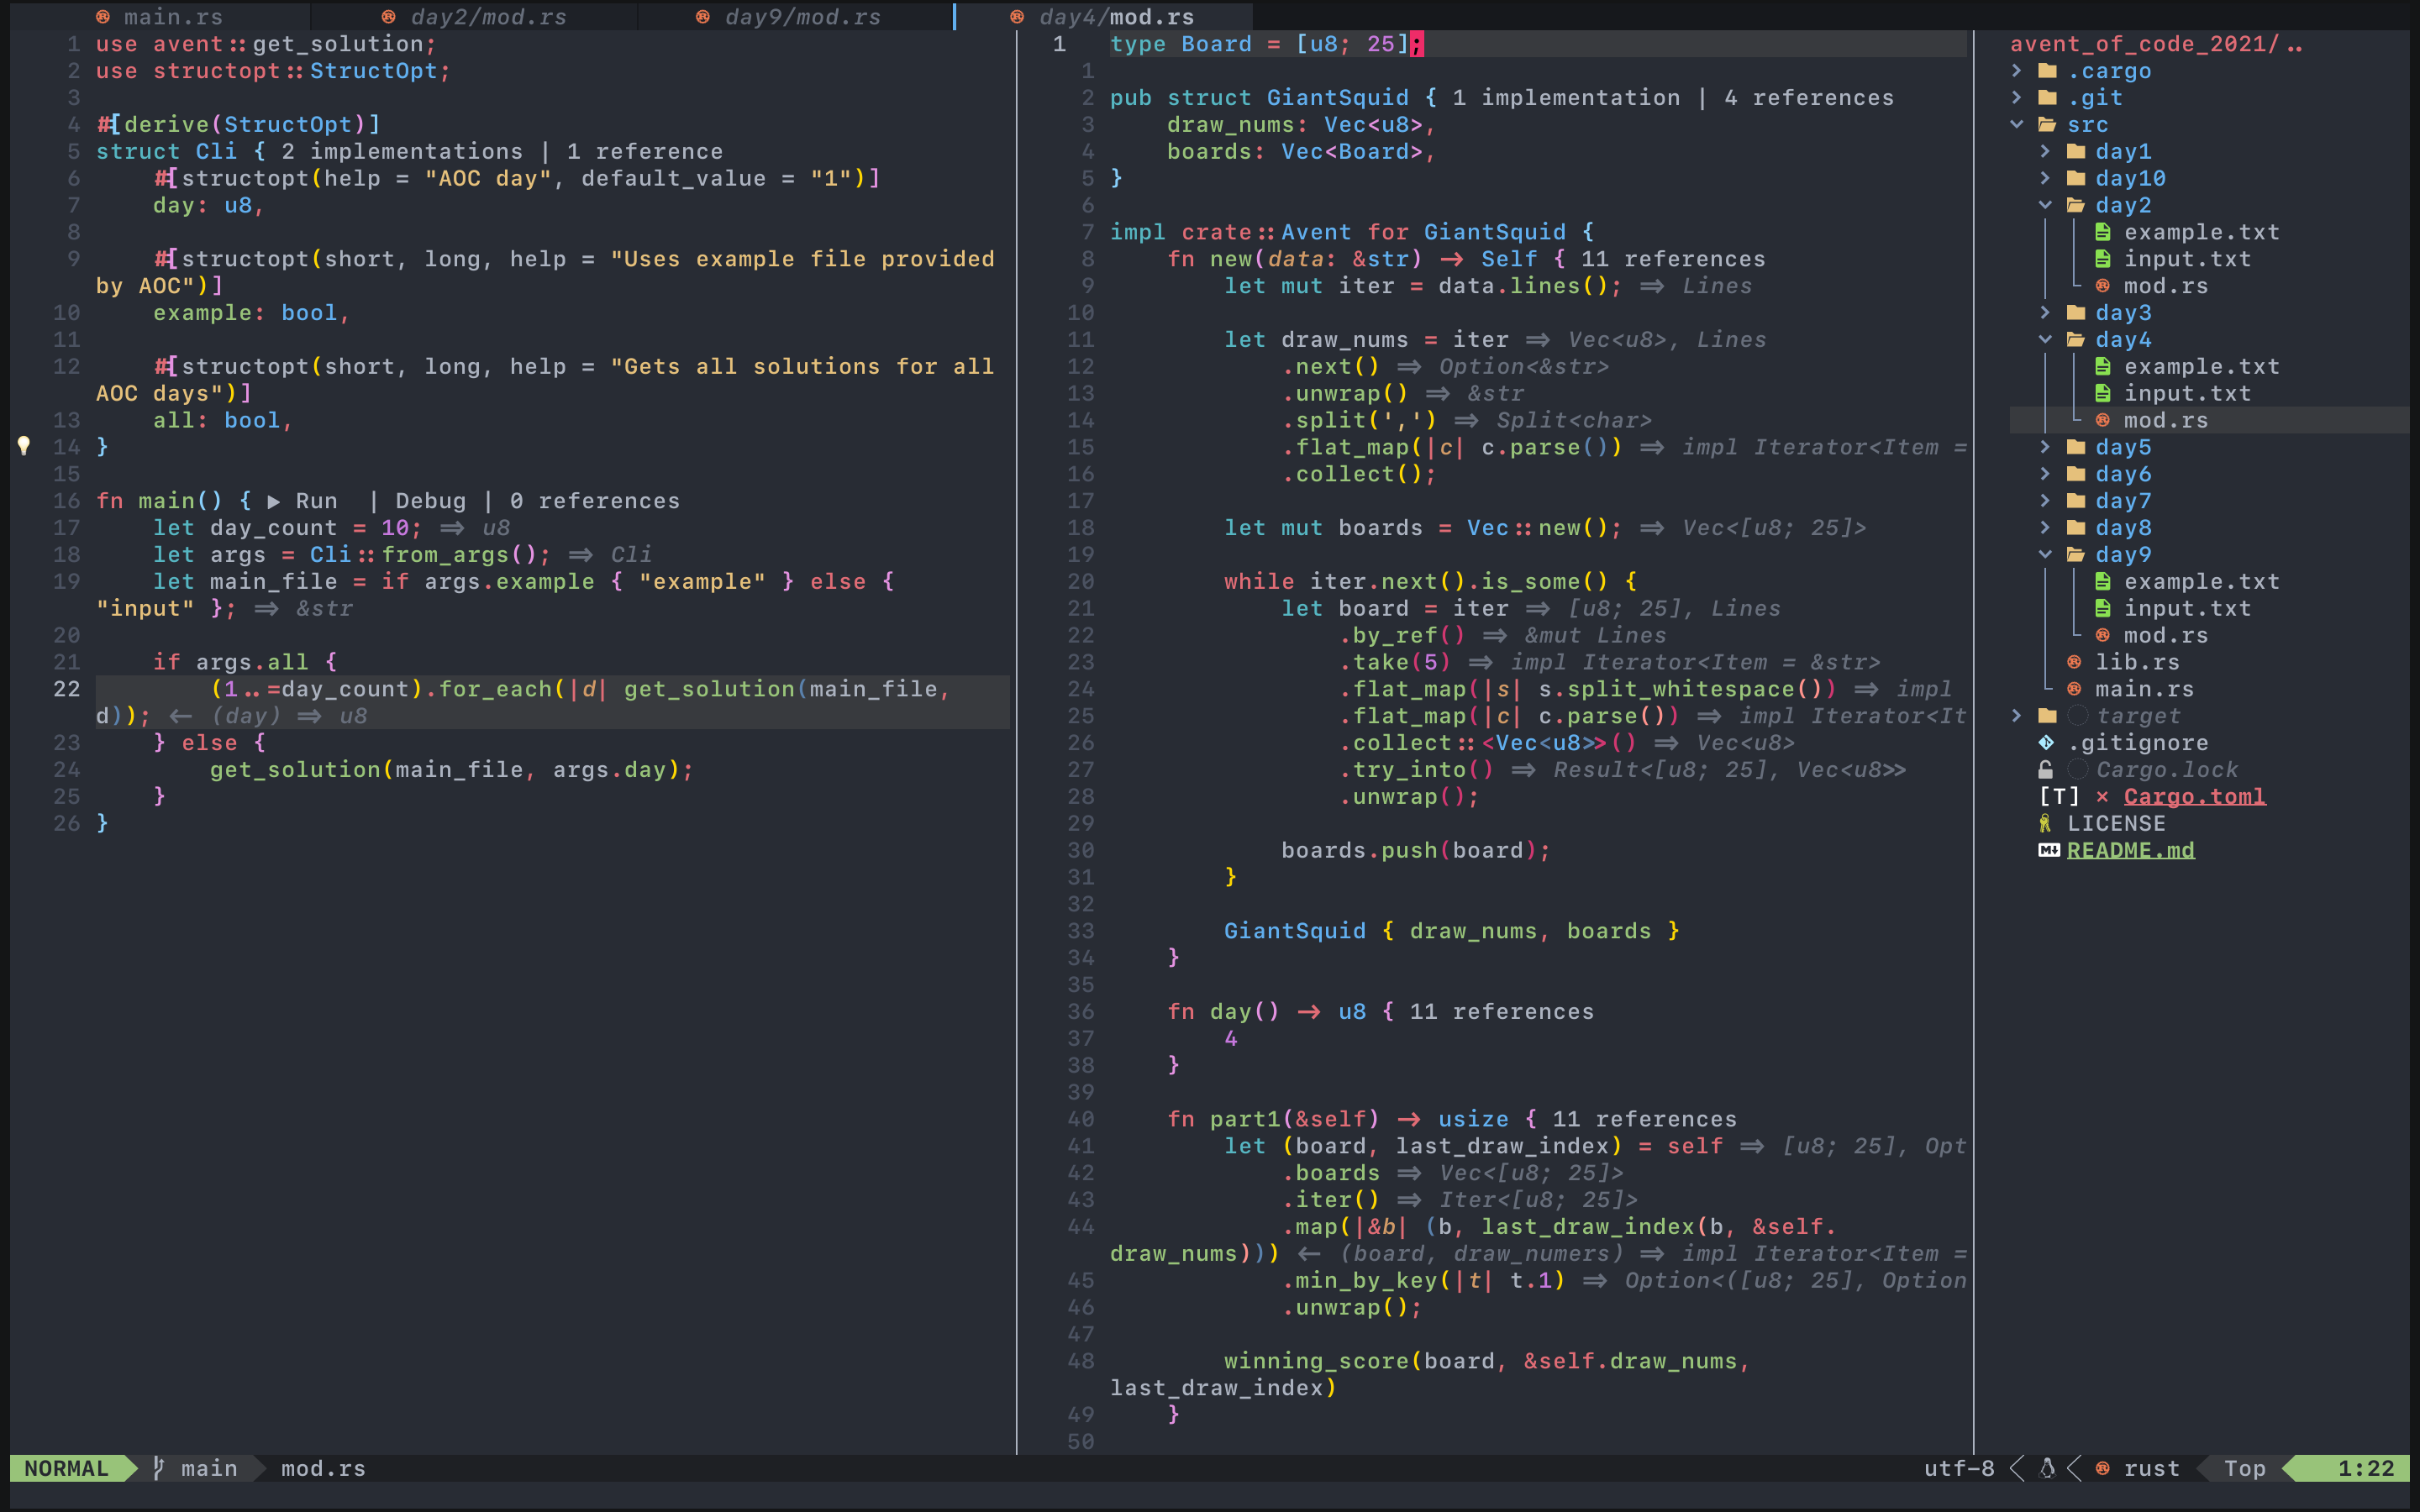 main.rs day2/mod.rs day9/mod.rs day4/mod.rs
1 use avent::get_solution;
2 use structopt::StructOpt;
3
4 #[derive(StructOpt)]
5 struct Cli { 2 implementations | 1 reference
6 #[structopt(help = "AOC day", default_value = "1")]
7 day: u8,
8
9 #[structopt(short, long, help = "Uses example file provided
by AOC")]
10 example: bool,
11
12 #[structopt(short, long, help = "Gets all solutions for all
AOC days")]
13 all: bool,
14 }
15
16 fn main() { ▶ Run | Debug | 0 references
17 let day_count = 10; => u8
18 let args = Cli::from_args(); => Cli
19 let main_file = if args.example { "example" } else {
"input" }; => &str
20
21 if args.all {
22 (1..=day_count).for_each(|d| get_solution(main_file,
d)); <- (day) => u8
23 } else {
24 get_solution(main_file, args.day);
25 }
26 }
1 type Board = [u8; 25];
1
2 pub struct GiantSquid { 1 implementation | 4 references
3 draw_nums: Vec<u8>,
4 boards: Vec<Board>,
5 }
6
7 impl crate::Avent for GiantSquid {
8 fn new(data: &str) -> Self { 11 references
9 let mut iter = data.lines(); => Lines
10
11 let draw_nums = iter => Vec<u8>, Lines
12 .next() => Option<&str>
13 .unwrap() => &str
14 .split(',') => Split<char>
15 .flat_map(|c| c.parse()) => impl Iterator<Item =
16 .collect();
17
18 let mut boards = Vec::new(); => Vec<[u8; 25]>
19
20 while iter.next().is_some() {
21 let board = iter => [u8; 25], Lines
22 .by_ref() => &mut Lines
23 .take(5) => impl Iterator<Item = &str>
24 .flat_map(|s| s.split_whitespace()) => impl
25 .flat_map(|c| c.parse()) => impl Iterator<It
26 .collect::<Vec<u8>>() => Vec<u8>
27 .try_into() => Result<[u8; 25], Vec<u8>>
28 .unwrap();
29
30 boards.push(board);
31 }
32
33 GiantSquid { draw_nums, boards }
34 }
35
36 fn day() -> u8 { 11 references
37 4
38 }
39
40 fn part1(&self) -> usize { 11 references
41 let (board, last_draw_index) = self => [u8; 25], Opt
42 .boards => Vec<[u8; 25]>
43 .iter() => Iter<[u8; 25]>
44 .map(|&b| (b, last_draw_index(b, &self.
draw_nums))) <- (board, draw_numers) => impl Iterator<Item =
45 .min_by_key(|t| t.1) => Option<([u8; 25], Option
46 .unwrap();
47
48 winning_score(board, &self.draw_nums,
last_draw_index)
49 }
50
avent_of_code_2021/..
.cargo
.git
src
day1
day10
day2
example.txt
input.txt
mod.rs
day3
day4
example.txt
input.txt
mod.rs
day5
day6
day7
day8
day9
example.txt
input.txt
mod.rs
lib.rs
main.rs
target
.gitignore
Cargo.lock
[T] × Cargo.toml
LICENSE
M↓ README.md
NORMAL main mod.rs utf-8 rust Top 1:22